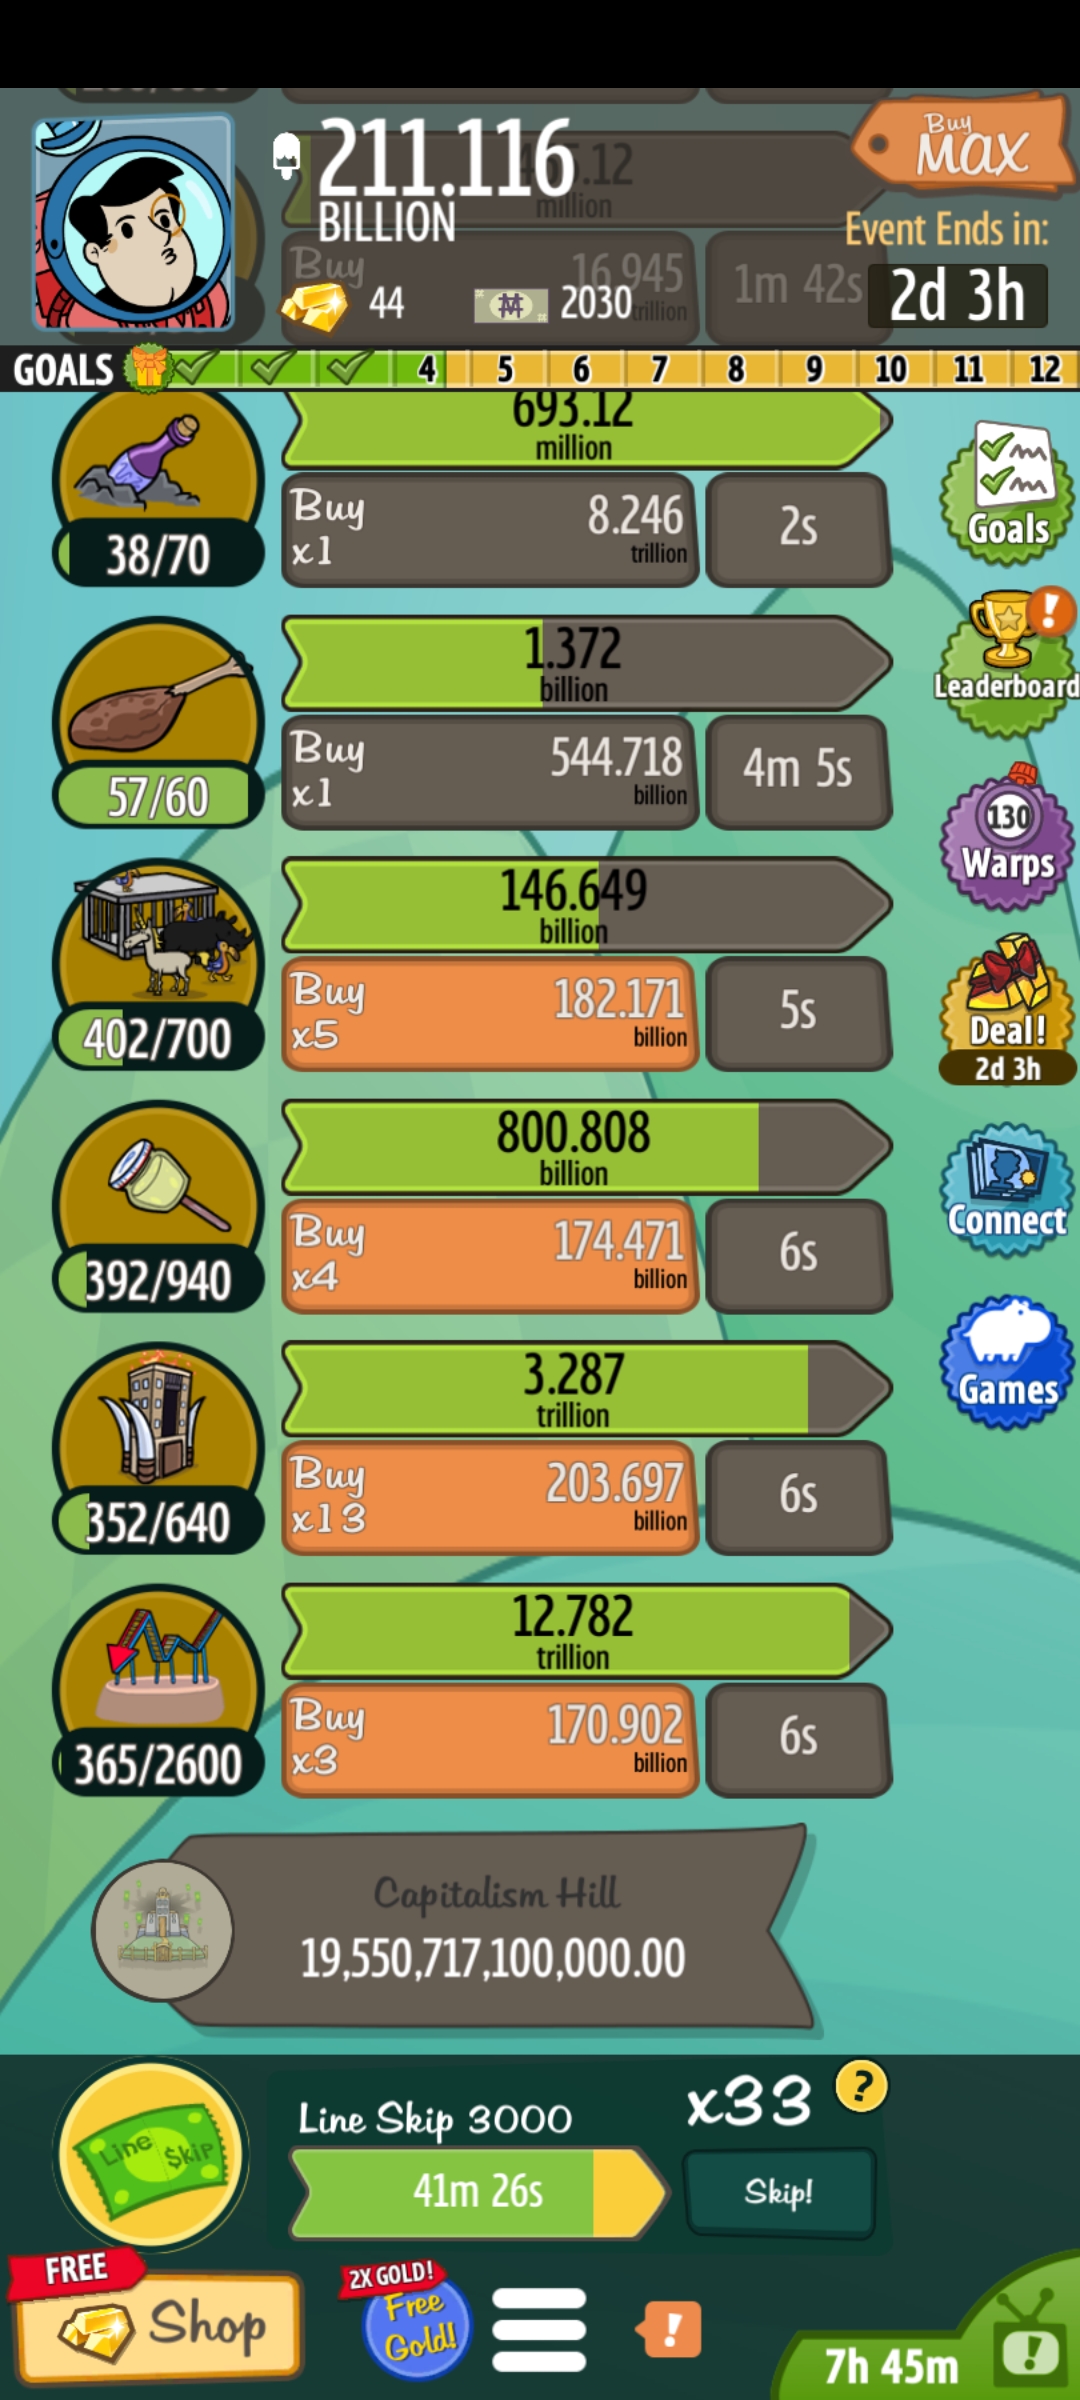 211.116
BILLION
44
2030
Buy
MAX
Event Ends in:
2d 3h
million
Buy
16.945
trillion
1m 42s
GOALS
4
5
6
7
8
9
10
11
12
693.12
million
38/70
Buy
x1
8.246
trillion
2s
Goals
1.372
billion
57/60
Buy
x1
544.718
billion
4m 5s
!
Leaderboard
130
Warps
146.649
billion
402/700
Buy
x5
182.171
billion
5s
Deal!
2d 3h
800.808
billion
392/940
Buy
x4
174.471
billion
6s
Connect
3.287
trillion
352/640
Buy
x13
203.697
billion
6s
Games
12.782
trillion
365/2600
Buy
x3
170.902
billion
6s
Capitalism Hill
19,550,717,100,000.00
Line $kip
Line Skip 3000
x33
?
41m 26s
Skip!
FREE
Shop
2X GOLD!
Free
Gold!
!
7h 45m
!